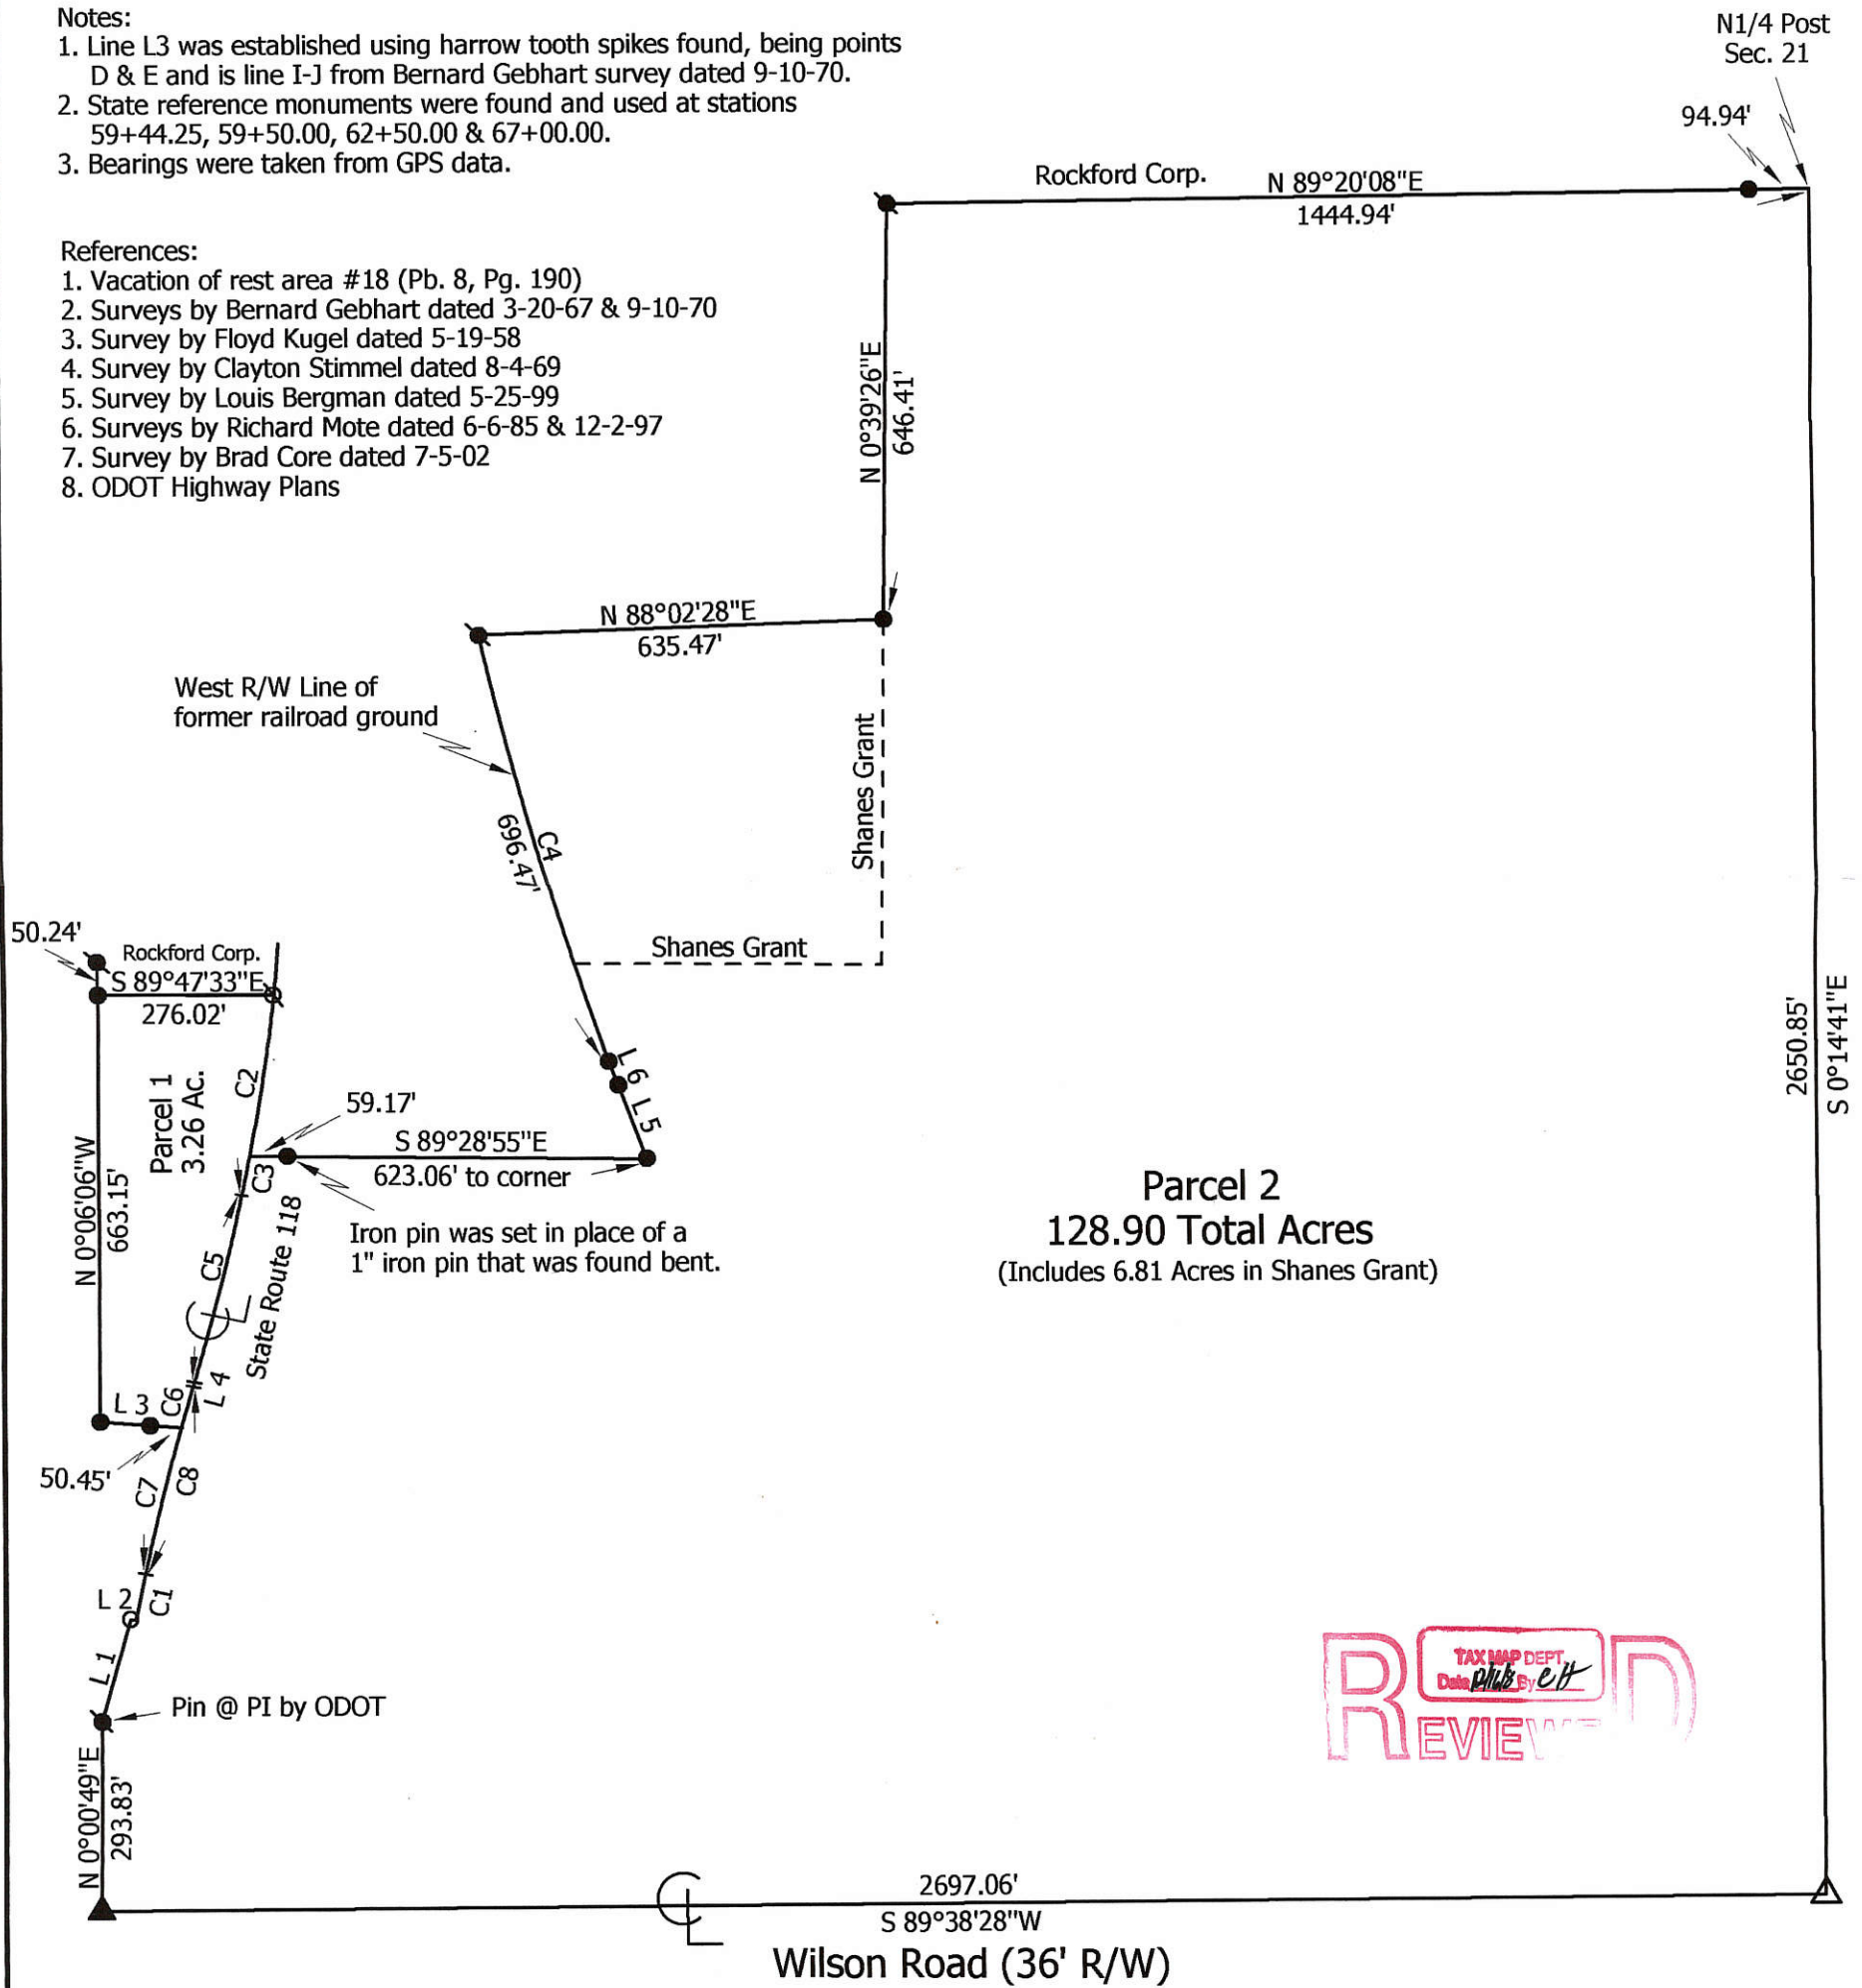 Notes:
1. Line L3 was established using harrow tooth spikes found, being points
D & E and is line I-J from Bernard Gebhart survey dated 9-10-70.
2. State reference monuments were found and used at stations
59+44.25, 59+50.00, 62+50.00 & 67+00.00.
3. Bearings were taken from GPS data.
References:
1. Vacation of rest area #18 (Pb. 8, Pg. 190)
2. Surveys by Bernard Gebhart dated 3-20-67 & 9-10-70
3. Survey by Floyd Kugel dated 5-19-58
4. Survey by Clayton Stimmel dated 8-4-69
5. Survey by Louis Bergman dated 5-25-99
6. Surveys by Richard Mote dated 6-6-85 & 12-2-97
7. Survey by Brad Core dated 7-5-02
8. ODOT Highway Plans
N1/4 Post
Sec. 21
94.94'
Rockford Corp.
N 89°20'08"E
1444.94'
N 0°39'26"E
646.41'
N 88°02'28"E
635.47'
West R/W Line of
former railroad ground
Shanes Grant
C4
696.47'
Shanes Grant
50.24'
Rockford Corp.
S 89°47'33"E
276.02'
C2
Parcel 1
3.26 Ac.
N 0°06'06"W
663.15'
59.17'
S 89°28'55"E
623.06' to corner
L 6
L 5
C3
Iron pin was set in place of a
1" iron pin that was found bent.
State Route 118
C5
CL
L 4
C6
L 3
50.45'
C7
C8
L 2
C1
L 1
Pin @ PI by ODOT
N 0°00'49"E
293.83'
Parcel 2
128.90 Total Acres
(Includes 6.81 Acres in Shanes Grant)
2650.85'
S 0°14'41"E
REVIEWED
TAX MAP DEPT.
Date By CH
2697.06'
CL
S 89°38'28"W
Wilson Road (36' R/W)